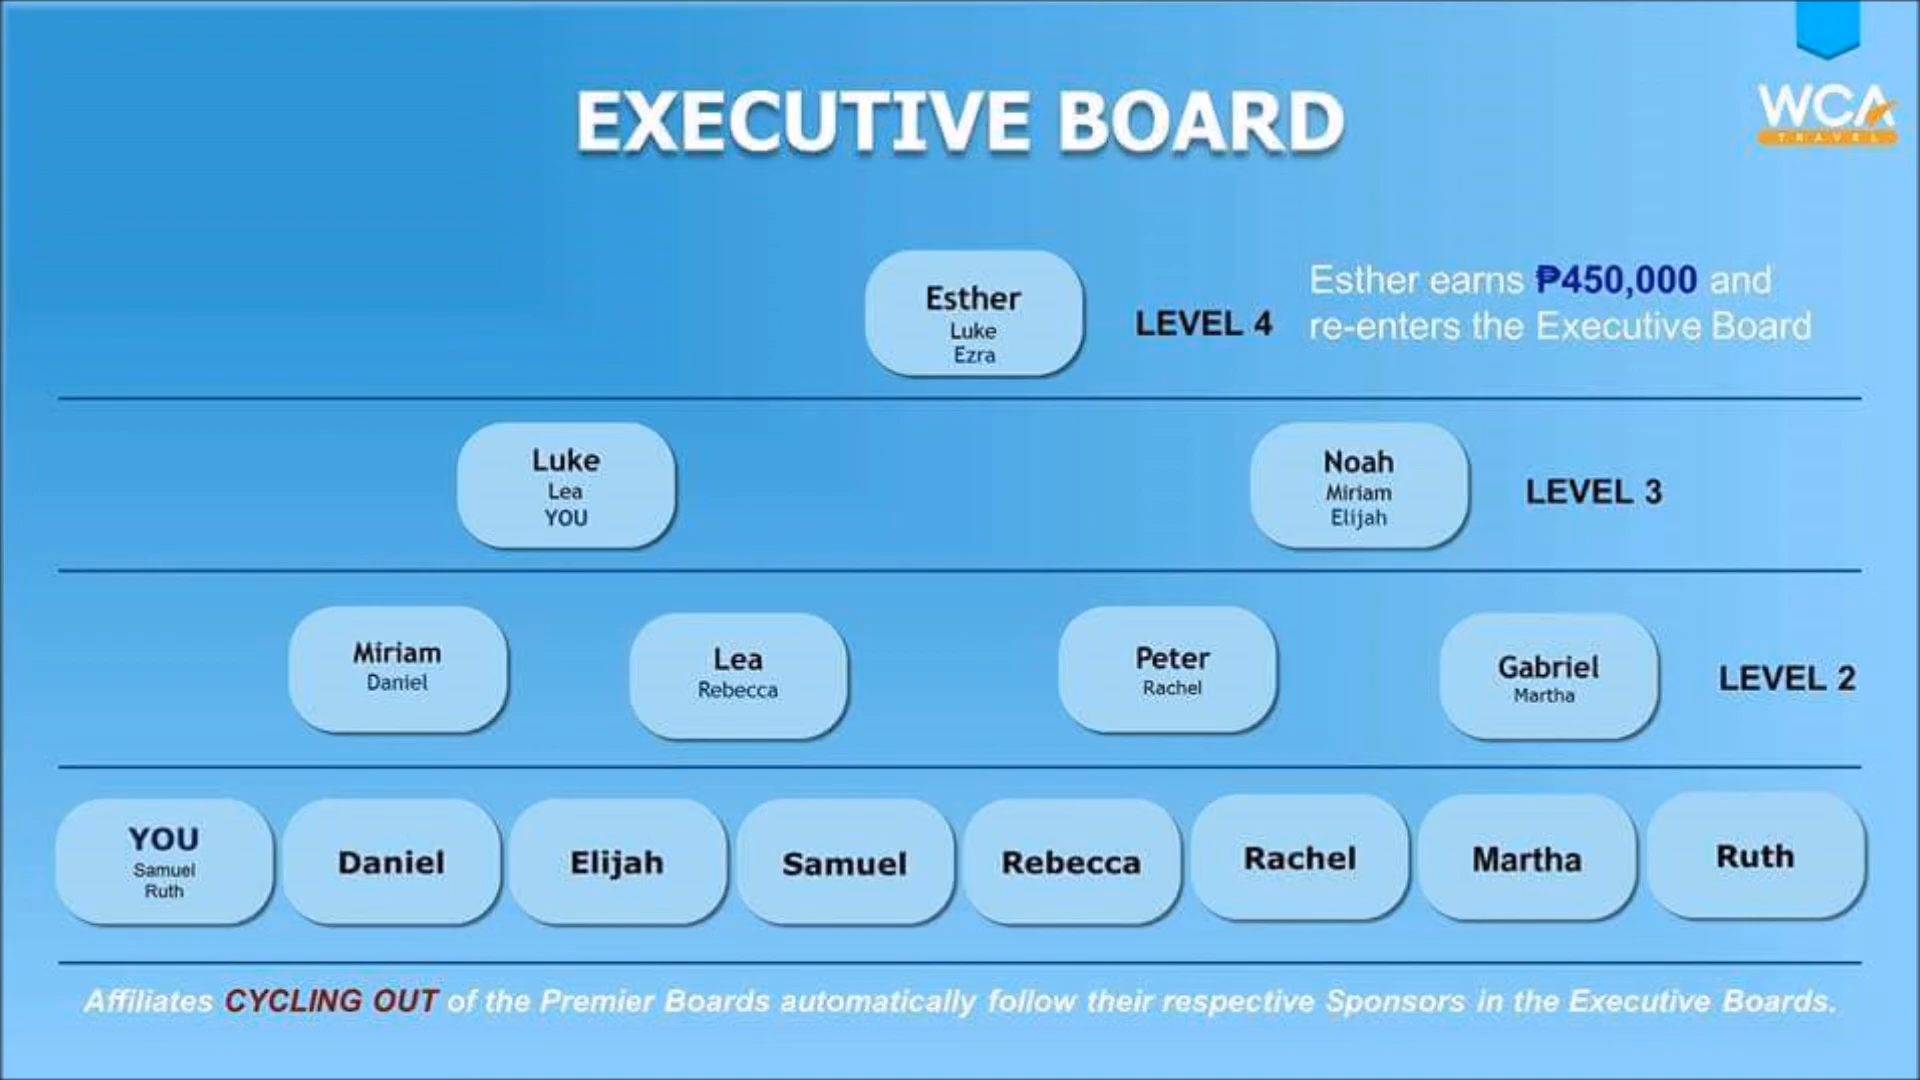 EXECUTIVE BOARD
WCA
TRAVEL
Esther
Luke
Ezra
LEVEL 4
Esther earns ₱450,000 and
re-enters the Executive Board
Luke
Lea
YOU
Noah
Miriam
Elijah
LEVEL 3
Miriam
Daniel
Lea
Rebecca
Peter
Rachel
Gabriel
Martha
LEVEL 2
YOU
Samuel
Ruth
Daniel
Elijah
Samuel
Rebecca
Rachel
Martha
Ruth
Affiliates CYCLING OUT of the Premier Boards automatically follow their respective Sponsors in the Executive Boards.